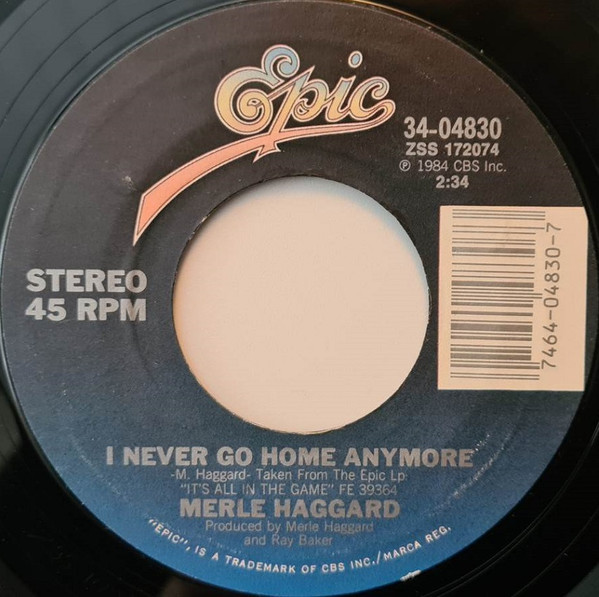 Epic
34-04830
ZSS 172074
℗ 1984 CBS Inc.
2:34
STEREO
45 RPM
7464-04830-7
I NEVER GO HOME ANYMORE
-M. Haggard- Taken From The Epic Lp
"IT'S ALL IN THE GAME" FE 39364
MERLE HAGGARD
Produced by Merle Haggard
and Ray Baker
"EPIC", IS A TRADEMARK OF CBS INC./MARCA REG.